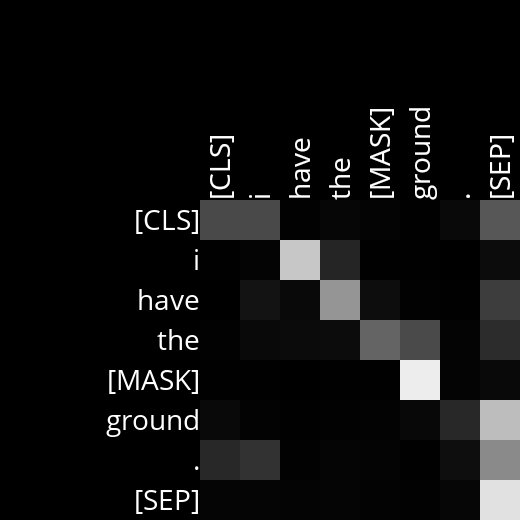 [CLS] i have the [MASK] ground . [SEP]
[CLS]
i
have
the
[MASK]
ground
.
[SEP]